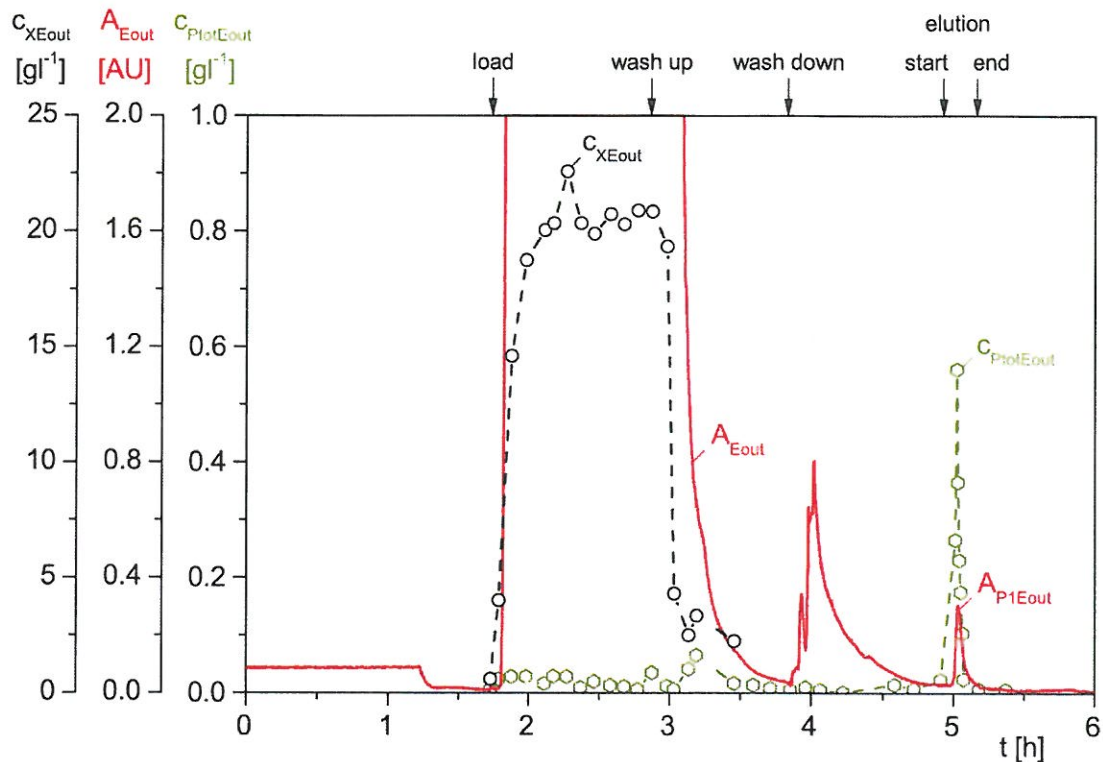 c_XEout A_Eout c_PtotEout elution
[gl⁻¹] [AU] [gl⁻¹] load wash up wash down start end
25 2.0 1.0
c_XEout
20 1.6 0.8
15 1.2 0.6
c_PtotEout
A_Eout
10 0.8 0.4
5 0.4 0.2
A_P1Eout
0 0.0 0.0
0 1 2 3 4 5 6
t [h]